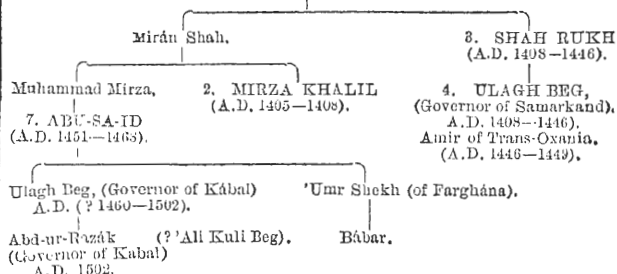 Mirán Shah.
3. SHAH RUKH
(A.D. 1408—1446).
Muhammad Mirza,
2. MIRZA KHALIL
(A.D. 1405—1408).
4. ULAGH BEG,
(Governor of Samarkand).
A.D. 1408—1446.
Amir of Trans-Oxania.
(A.D. 1446—1449).
7. ABU-SA-ID
(A.D. 1451—1468).
Ulagh Beg, (Governor of Kábal)
A.D. (? 1460—1502).
'Umr Shekh (of Farghána).
Abd-ur-Razák
(Governor of Kabal)
A.D. 1502.
(? 'Ali Kuli Beg).
Bábar.